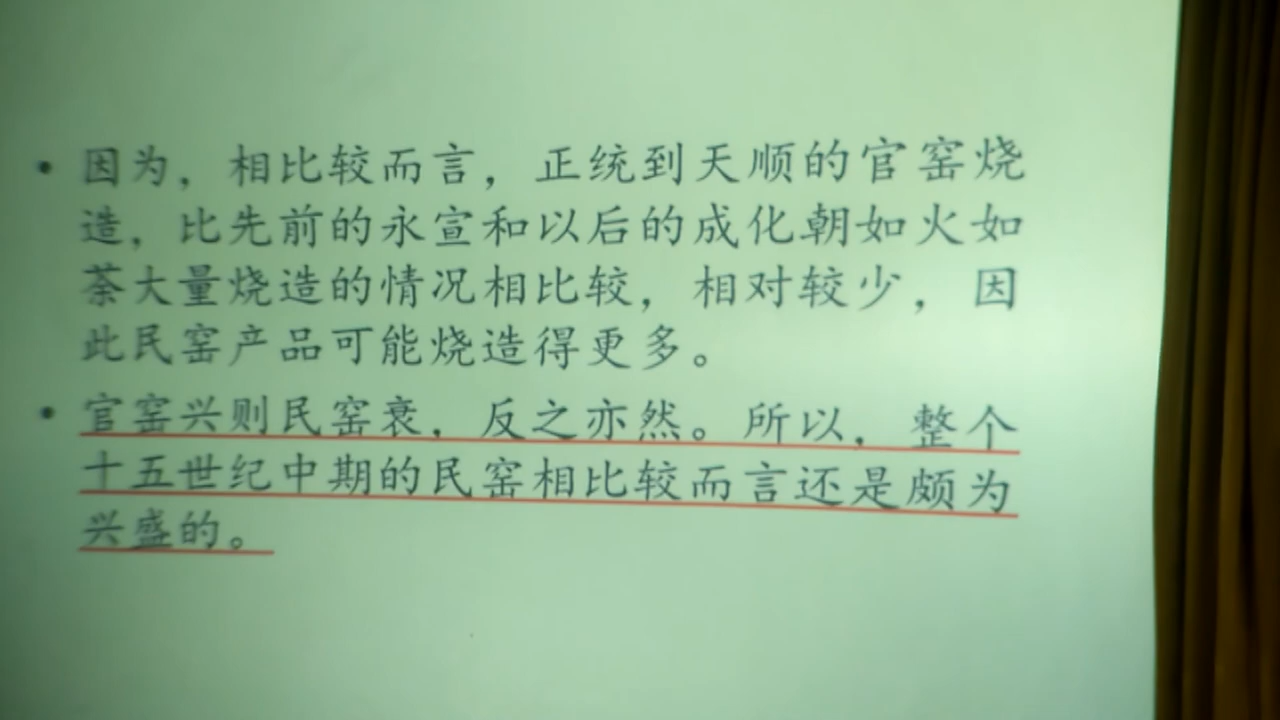 • 因为，相比较而言，正统到天顺的官窑烧
造，比先前的永宣和以后的成化朝如火如
荼大量烧造的情况相比较，相对较少，因
此民窑产品可能烧造得更多。
• 官窑兴则民窑衰，反之亦然。所以，整个
十五世纪中期的民窑相比较而言还是颇为
兴盛的。